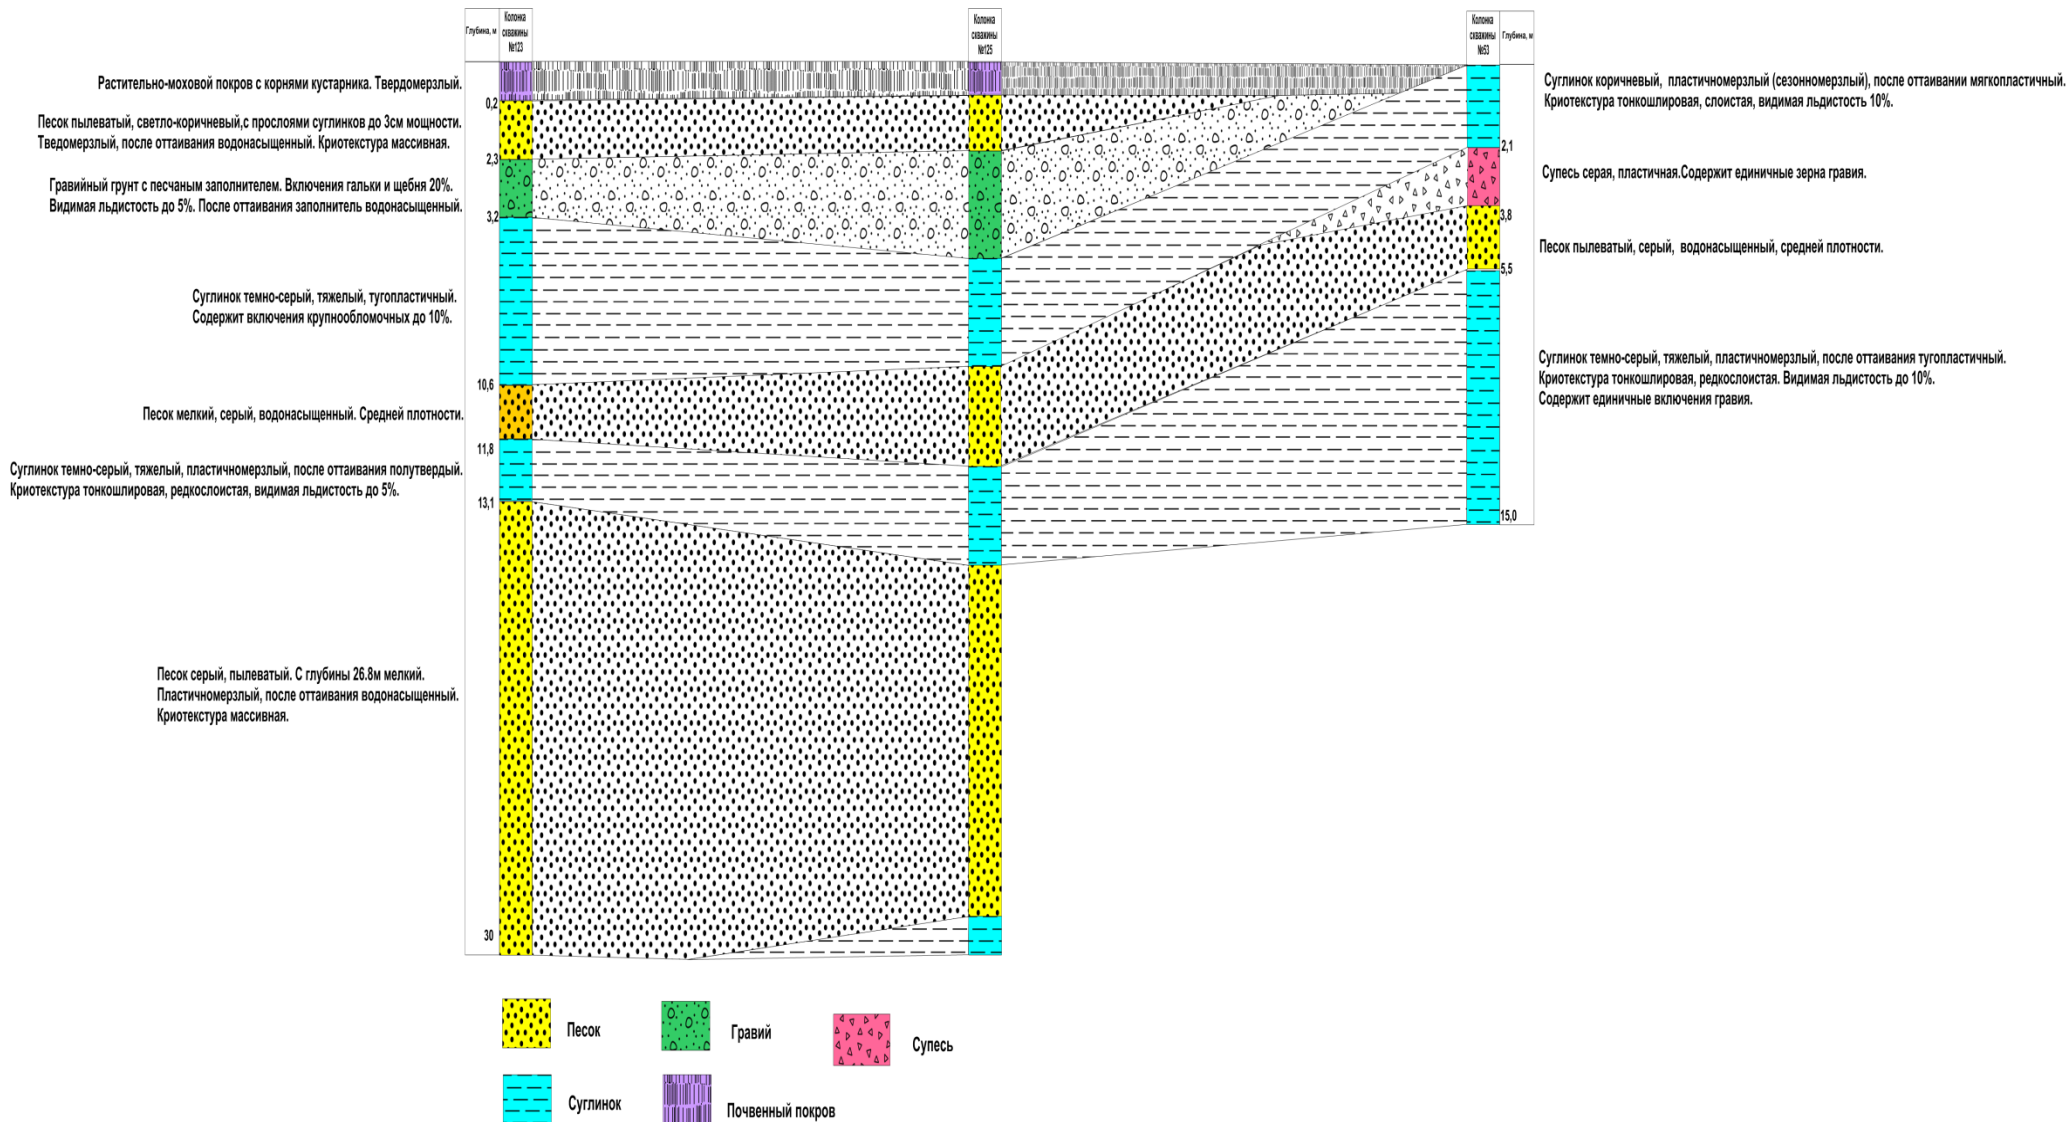 Глубина, м
Колонка
скважины
№123
Колонка
скважины
№125
Колонка
скважины
№53
Глубина, м
Растительно-моховой покров с корнями кустарника. Твердомерзлый.
0,2
Песок пылеватый, светло-коричневый,с прослоями суглинков до 3см мощности.
Тведомерзлый, после оттаивания водонасыщенный. Криотекстура массивная.
2,3
Гравийный грунт с песчаным заполнителем. Включения гальки и щебня 20%.
Видимая льдистость до 5%. После оттаивания заполнитель водонасыщенный.
3,2
Суглинок темно-серый, тяжелый, тугопластичный.
Содержит включения крупнообломочных до 10%.
10,6
Песок мелкий, серый, водонасыщенный. Средней плотности.
11,8
Суглинок темно-серый, тяжелый, пластичномерзлый, после оттаивания полутвердый.
Криотекстура тонкошлировая, редкослоистая, видимая льдистость до 5%.
13,1
Песок серый, пылеватый. С глубины 26.8м мелкий.
Пластичномерзлый, после оттаивания водонасыщенный.
Криотекстура массивная.
30
Суглинок коричневый,  пластичномерзлый (сезонномерзлый), после оттаивании мягкопластичный.
Криотекстура тонкошлировая, слоистая, видимая льдистость 10%.
2,1
Супесь серая, пластичная.Содержит единичные зерна гравия.
3,8
Песок пылеватый, серый,  водонасыщенный, средней плотности.
5,5
Суглинок темно-серый, тяжелый, пластичномерзлый, после оттаивания тугопластичный.
Криотекстура тонкошлировая, редкослоистая. Видимая льдистость до 10%.
Содержит единичные включения гравия.
15,0
Песок
Гравий
Супесь
Суглинок
Почвенный покров